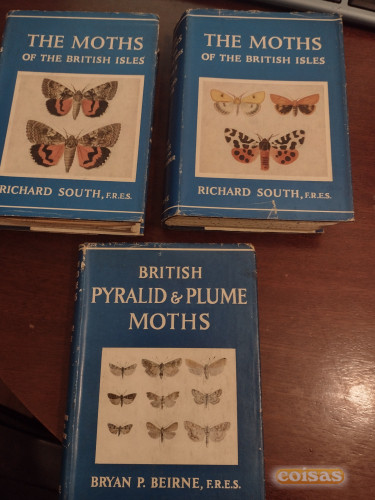 THE MOTHS
OF THE BRITISH ISLES
RICHARD SOUTH, F.R.E.S.
THE MOTHS
OF THE BRITISH ISLES
RICHARD SOUTH, F.R.E.S.
BRITISH
PYRALID & PLUME
MOTHS
BRYAN P. BEIRNE, F.R.E.S.
coisas